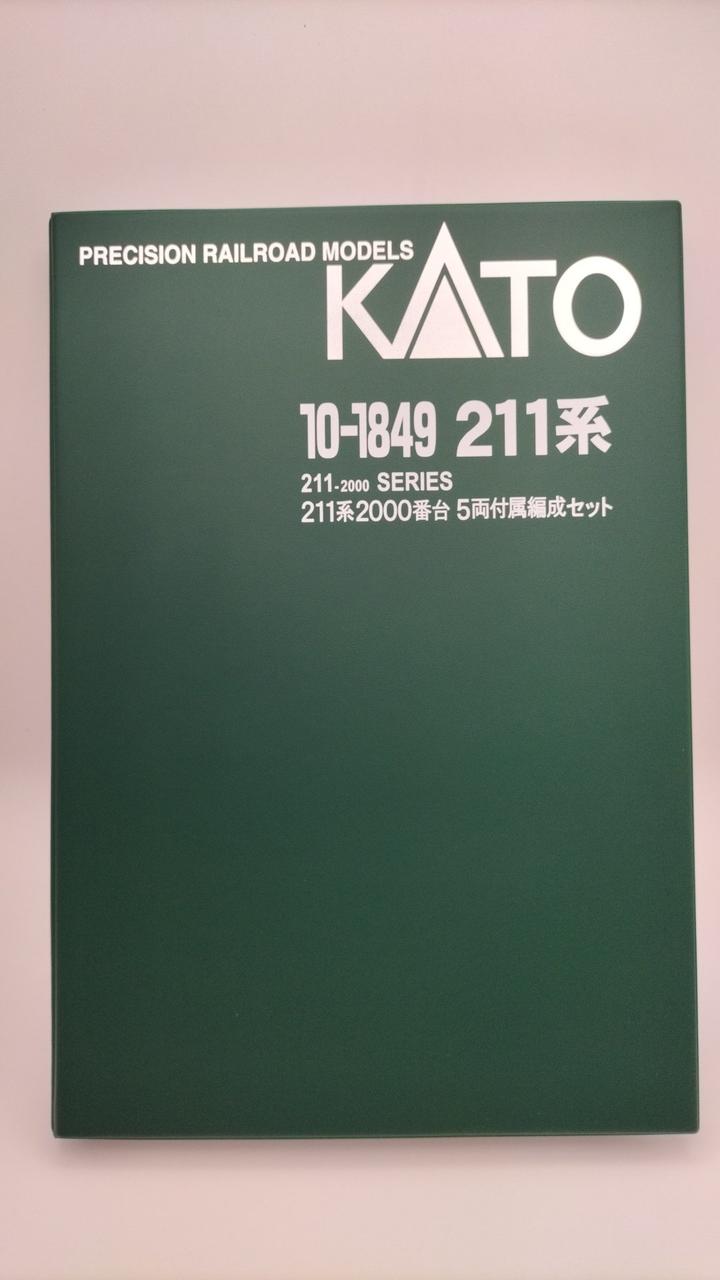 PRECISION RAILROAD MODELS
KATO
10-1849 211系
211-2000 SERIES
211系2000番台 5両付属編成セット